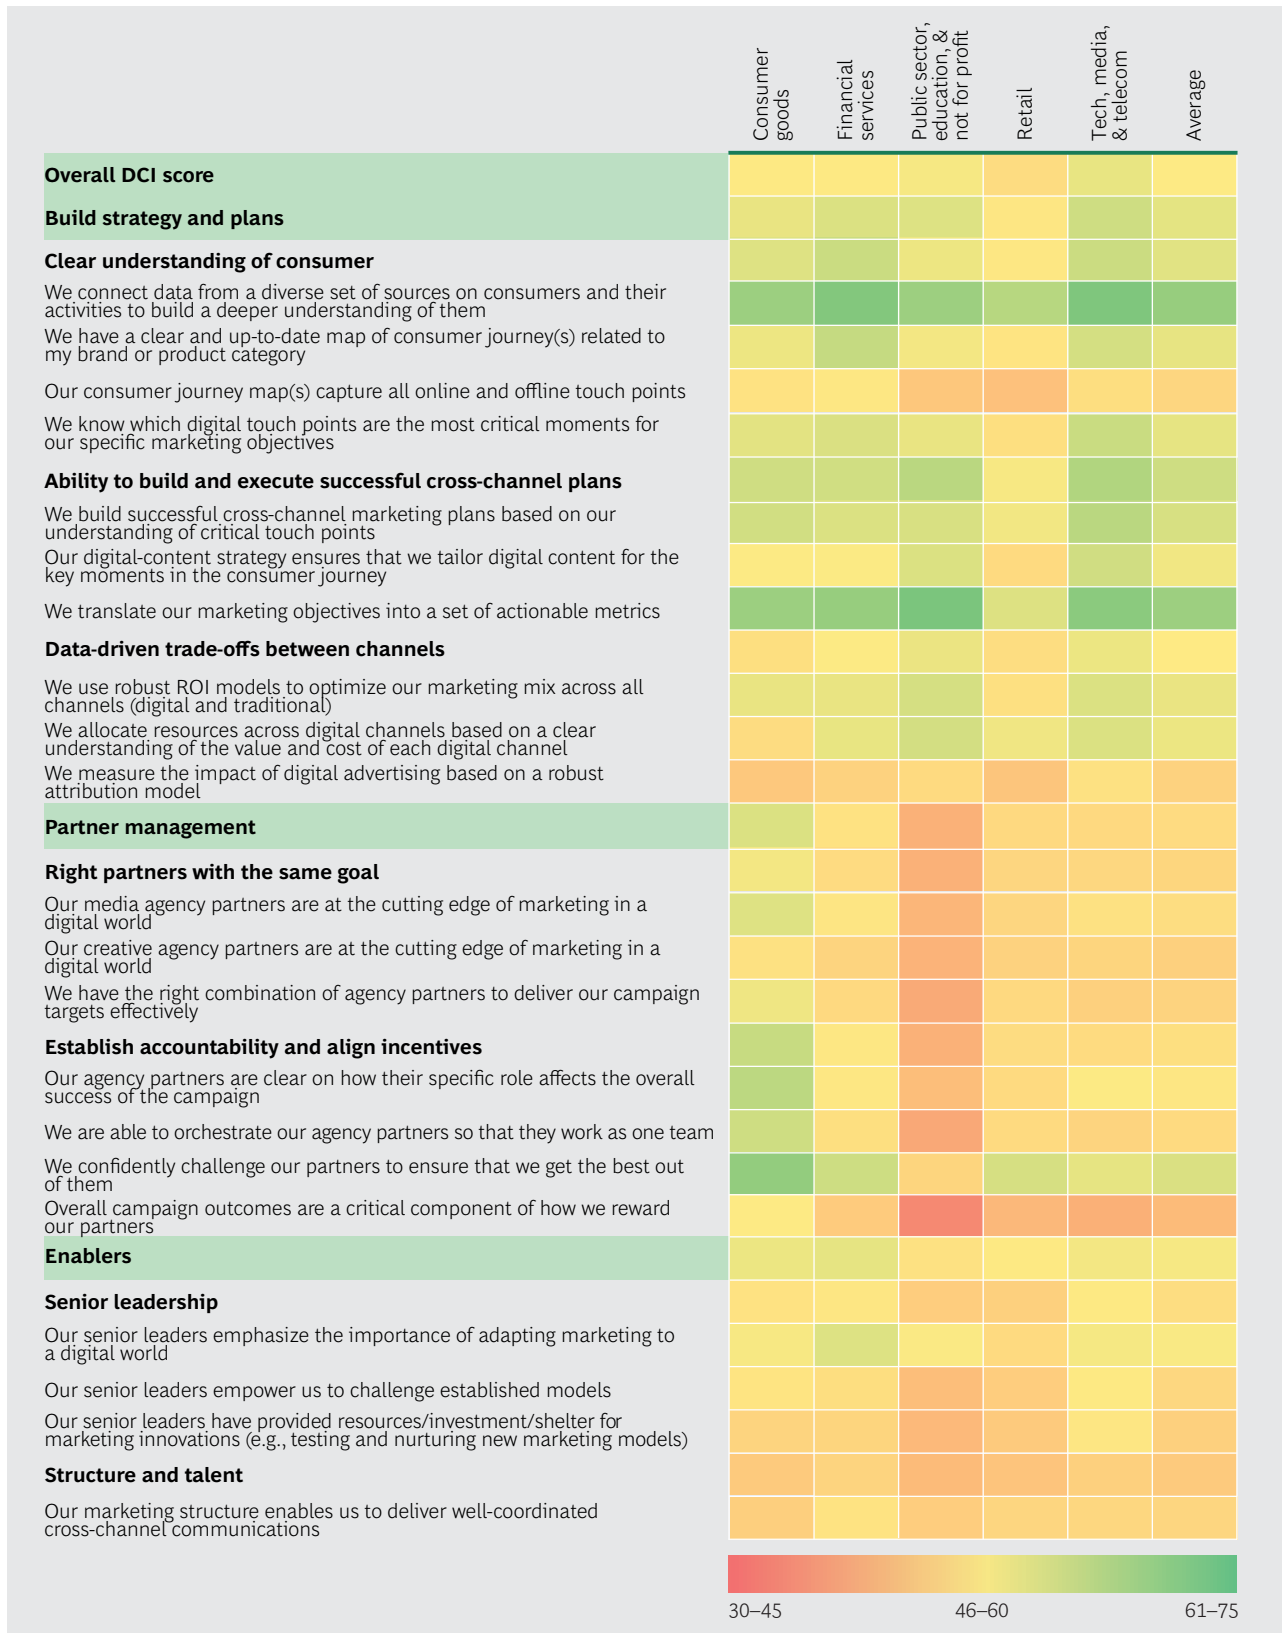 Consumer
goods
Financial
services
Public sector,
education, &
not for profit
Retail
Tech, media,
& telecom
Average
Overall DCI score
Build strategy and plans
Clear understanding of consumer
We connect data from a diverse set of sources on consumers and their
activities to build a deeper understanding of them
We have a clear and up-to-date map of consumer journey(s) related to
my brand or product category
Our consumer journey map(s) capture all online and offline touch points
We know which digital touch points are the most critical moments for
our specific marketing objectives
Ability to build and execute successful cross-channel plans
We build successful cross-channel marketing plans based on our
understanding of critical touch points
Our digital-content strategy ensures that we tailor digital content for the
key moments in the consumer journey
We translate our marketing objectives into a set of actionable metrics
Data-driven trade-offs between channels
We use robust ROI models to optimize our marketing mix across all
channels (digital and traditional)
We allocate resources across digital channels based on a clear
understanding of the value and cost of each digital channel
We measure the impact of digital advertising based on a robust
attribution model
Partner management
Right partners with the same goal
Our media agency partners are at the cutting edge of marketing in a
digital world
Our creative agency partners are at the cutting edge of marketing in a
digital world
We have the right combination of agency partners to deliver our campaign
targets effectively
Establish accountability and align incentives
Our agency partners are clear on how their specific role affects the overall
success of the campaign
We are able to orchestrate our agency partners so that they work as one team
We confidently challenge our partners to ensure that we get the best out
of them
Overall campaign outcomes are a critical component of how we reward
our partners
Enablers
Senior leadership
Our senior leaders emphasize the importance of adapting marketing to
a digital world
Our senior leaders empower us to challenge established models
Our senior leaders have provided resources/investment/shelter for
marketing innovations (e.g., testing and nurturing new marketing models)
Structure and talent
Our marketing structure enables us to deliver well-coordinated
cross-channel communications
30–45
46–60
61–75